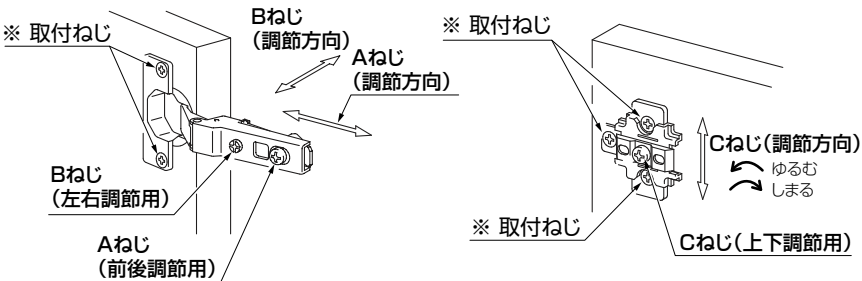 ※ 取付ねじ
Bねじ
(調節方向)
Aねじ
(調節方向)
Bねじ
(左右調節用)
Aねじ
(前後調節用)
※ 取付ねじ
Cねじ(調節方向)
ゆるむ
しまる
※ 取付ねじ
Cねじ(上下調節用)